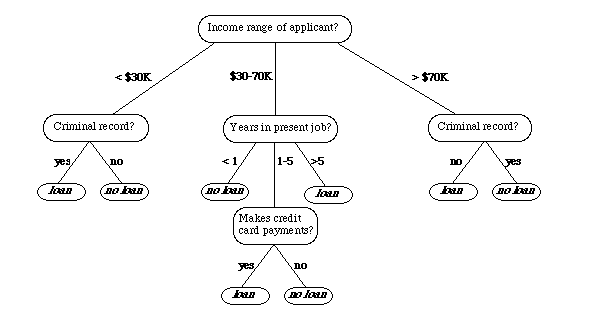 Income range of applicant?
< $30K
$30-70K
> $70K
Criminal record?
Years in present job?
Criminal record?
yes
no
< 1
1-5
>5
no
yes
loan
no loan
no loan
loan
loan
no loan
Makes credit
card payments?
yes
no
loan
no loan